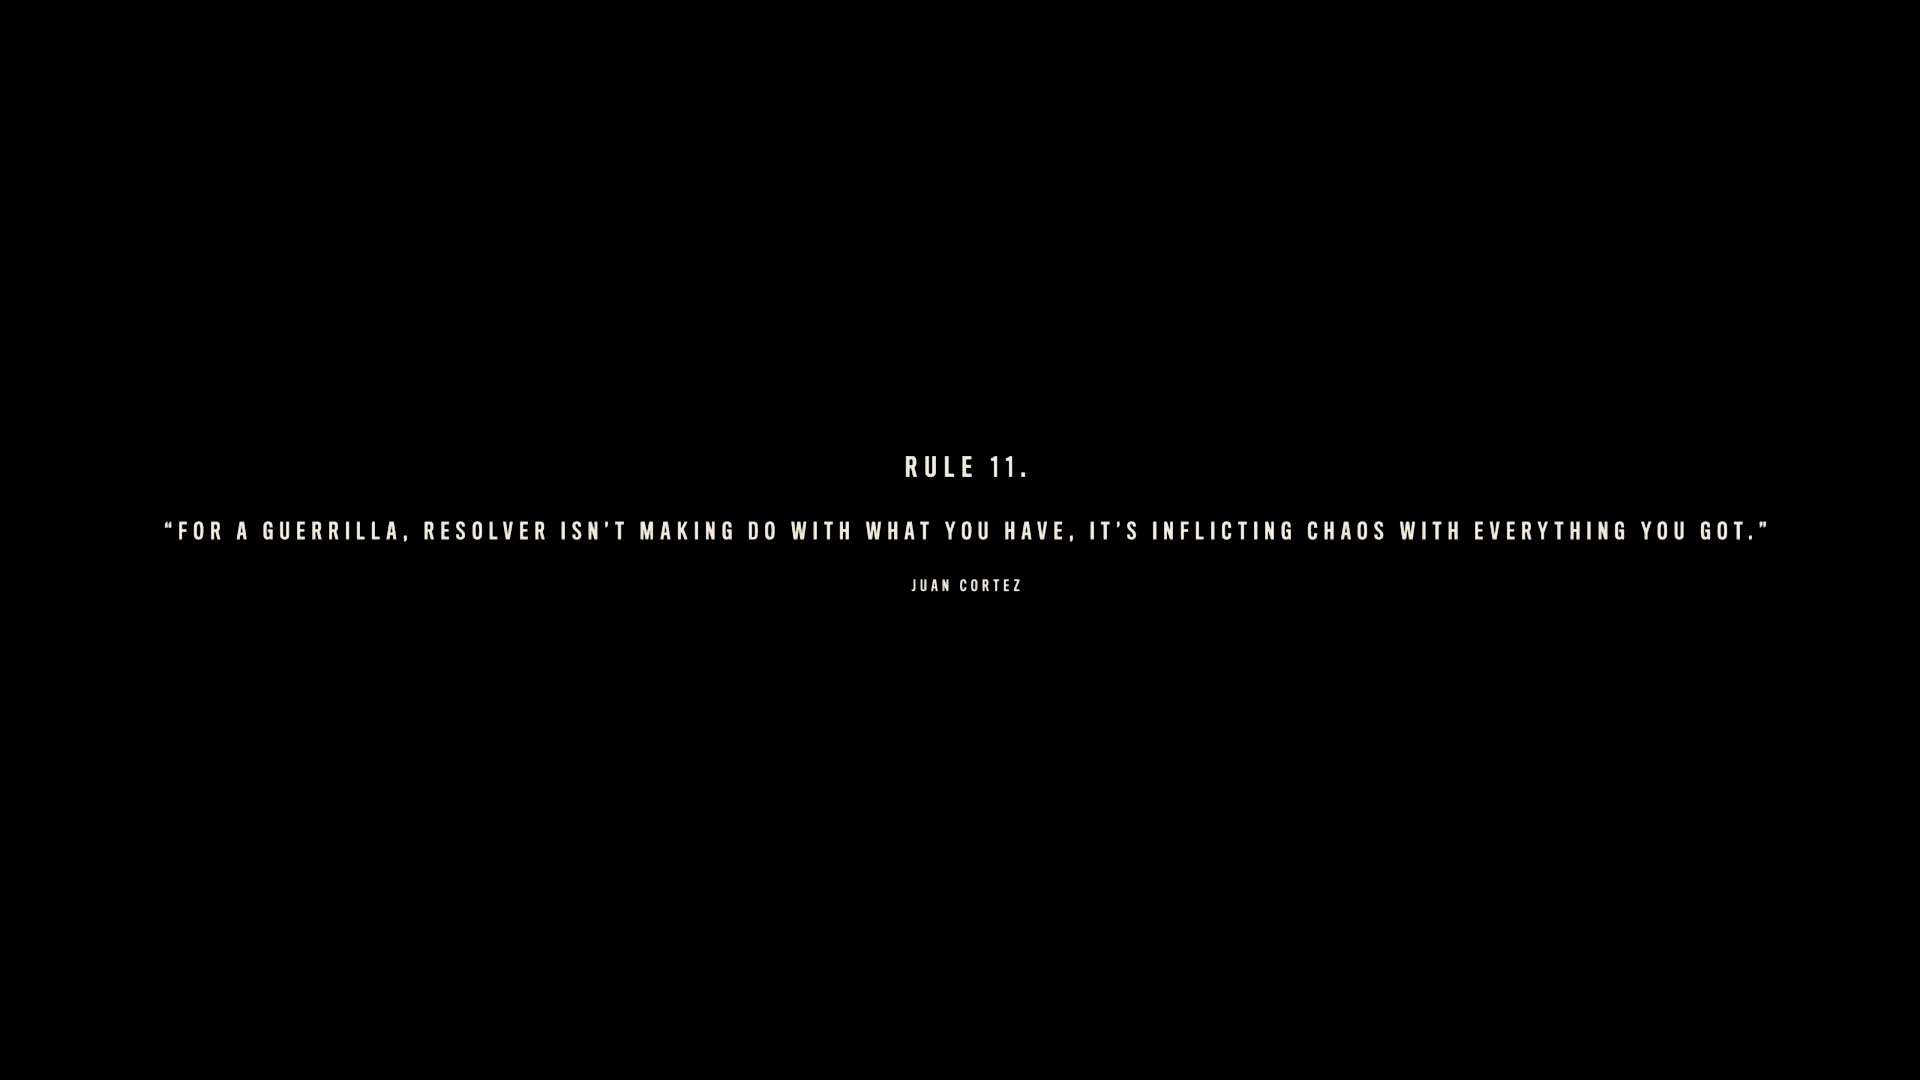 RULE 11.
“FOR A GUERRILLA, RESOLVER ISN’T MAKING DO WITH WHAT YOU HAVE, IT’S INFLICTING CHAOS WITH EVERYTHING YOU GOT.”
JUAN CORTEZ